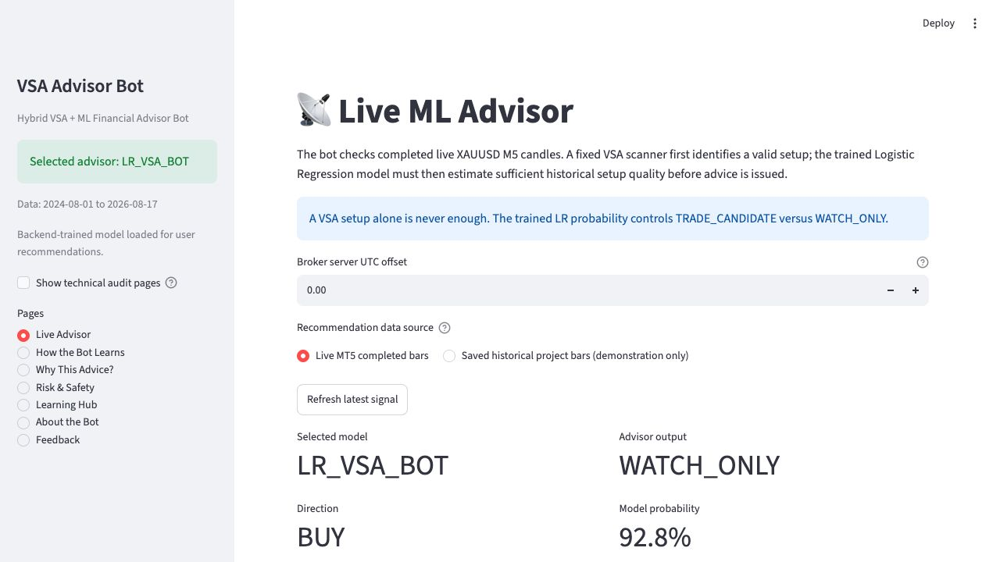 Deploy
VSA Advisor Bot
Hybrid VSA + ML Financial Advisor Bot
Selected advisor: LR_VSA_BOT
Data: 2024-08-01 to 2026-08-17
Backend-trained model loaded for user
recommendations.
Show technical audit pages
Pages
Live Advisor
How the Bot Learns
Why This Advice?
Risk & Safety
Learning Hub
About the Bot
Feedback
Live ML Advisor
The bot checks completed live XAUUSD M5 candles. A fixed VSA scanner first identifies a valid setup; the trained Logistic
Regression model must then estimate sufficient historical setup quality before advice is issued.
A VSA setup alone is never enough. The trained LR probability controls TRADE_CANDIDATE versus WATCH_ONLY.
Broker server UTC offset
0.00
Recommendation data source
Live MT5 completed bars
Saved historical project bars (demonstration only)
Refresh latest signal
Selected model
LR_VSA_BOT
Advisor output
WATCH_ONLY
Direction
BUY
Model probability
92.8%